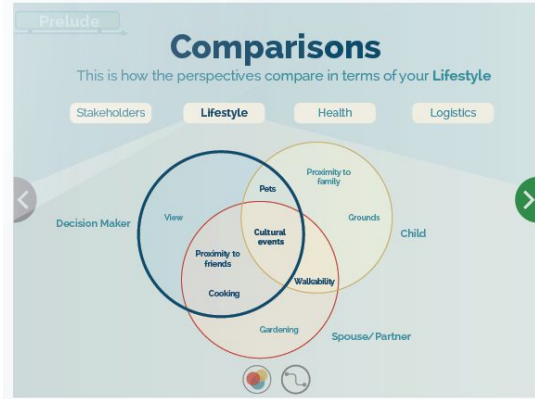 Prelude
Comparisons
This is how the perspectives compare in terms of your Lifestyle
Stakeholders
Lifestyle
Health
Logistics
Proximity to
family
Pets
View
Grounds
Decision Maker
Cultural
events
Child
Proximity to
friends
Walkability
Cooking
Gardening
Spouse/Partner